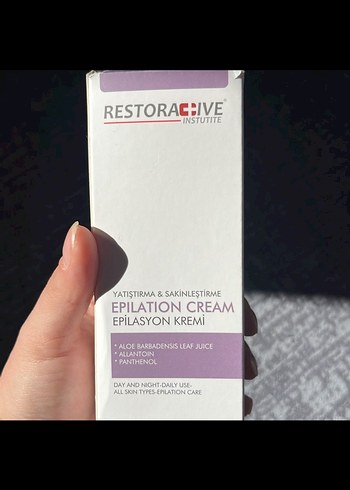 RESTORATIVE®
INSTUTITE
YATIŞTIRMA & SAKİNLEŞTİRME
EPILATION CREAM
EPİLASYON KREMİ
* ALOE BARBADENSIS LEAF JUICE
* ALLANTOIN
* PANTHENOL
DAY AND NIGHT-DAILY USE-
ALL SKIN TYPES-EPILATION CARE